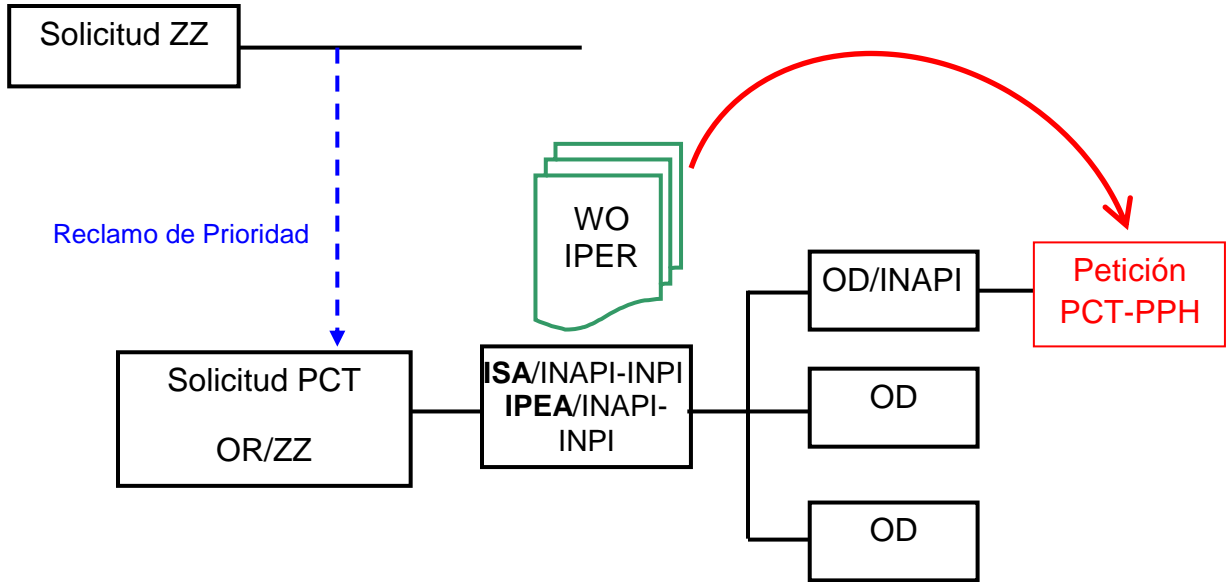 Solicitud ZZ
Reclamo de Prioridad
WO
IPER
Solicitud PCT
OR/ZZ
ISA/INAPI-INPI
IPEA/INAPI-
INPI
OD/INAPI
Petición
PCT-PPH
OD
OD